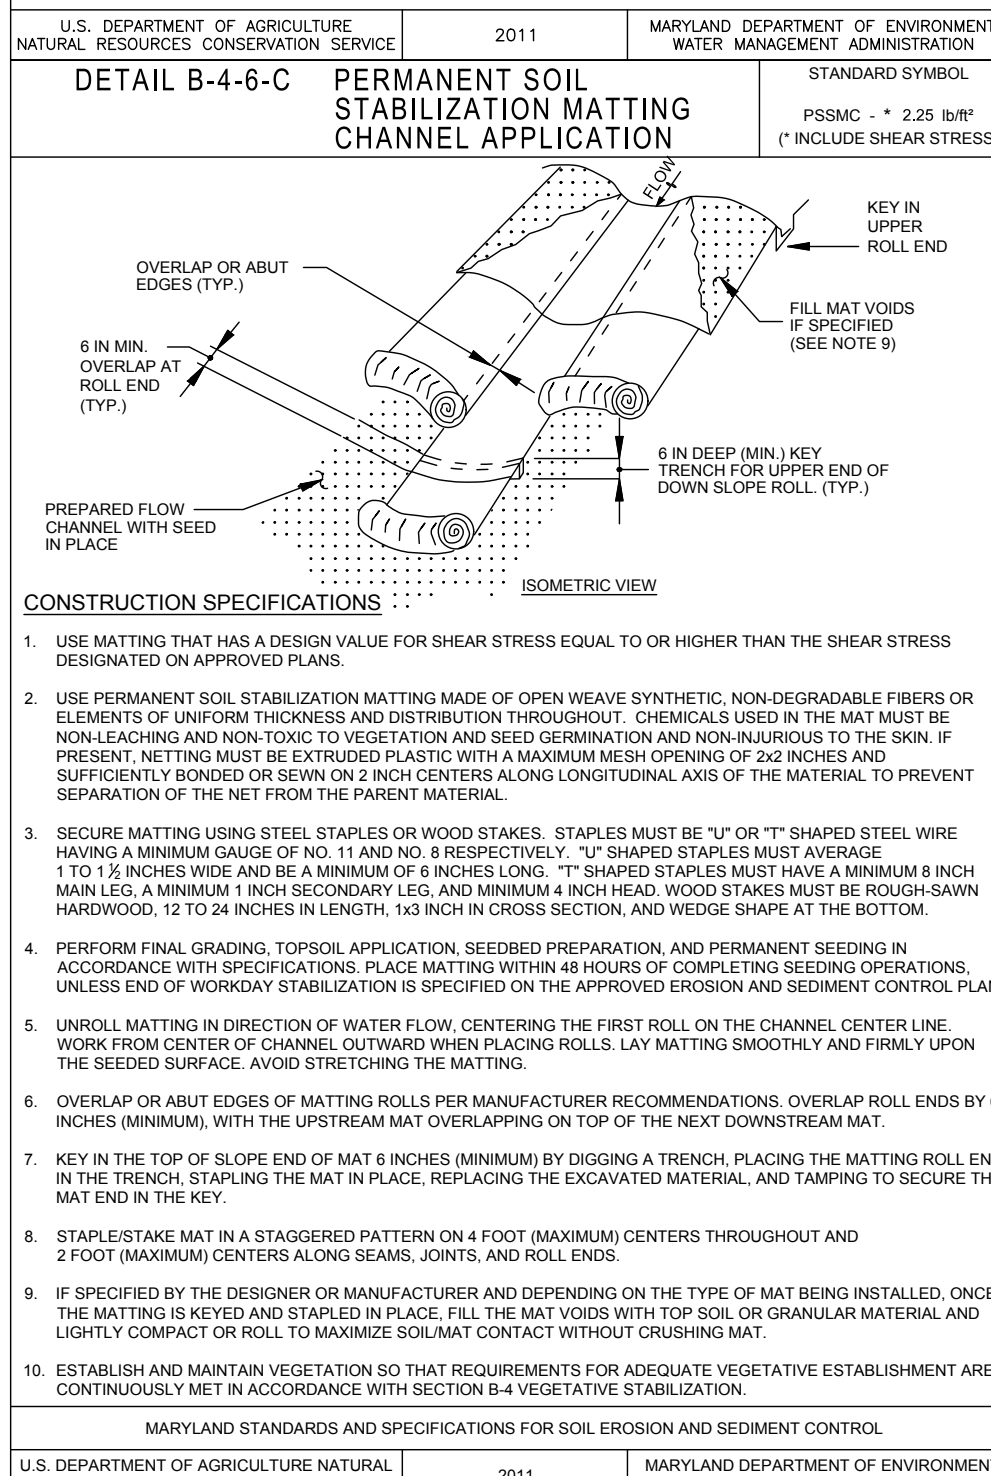 U.S. DEPARTMENT OF AGRICULTURE
NATURAL RESOURCES CONSERVATION SERVICE
2011
MARYLAND DEPARTMENT OF ENVIRONMENT
WATER MANAGEMENT ADMINISTRATION
DETAIL B-4-6-C PERMANENT SOIL
STABILIZATION MATTING
CHANNEL APPLICATION
STANDARD SYMBOL
PSSMC - * 2.25 lb/ft²
(* INCLUDE SHEAR STRESS
FLOW
KEY IN
UPPER
ROLL END
OVERLAP OR ABUT
EDGES (TYP.)
FILL MAT VOIDS
IF SPECIFIED
(SEE NOTE 9)
6 IN MIN.
OVERLAP AT
ROLL END
(TYP.)
6 IN DEEP (MIN.) KEY
TRENCH FOR UPPER END OF
DOWN SLOPE ROLL. (TYP.)
PREPARED FLOW
CHANNEL WITH SEED
IN PLACE
ISOMETRIC VIEW
CONSTRUCTION SPECIFICATIONS
1. USE MATTING THAT HAS A DESIGN VALUE FOR SHEAR STRESS EQUAL TO OR HIGHER THAN THE SHEAR STRESS
DESIGNATED ON APPROVED PLANS.
2. USE PERMANENT SOIL STABILIZATION MATTING MADE OF OPEN WEAVE SYNTHETIC, NON-DEGRADABLE FIBERS OR
ELEMENTS OF UNIFORM THICKNESS AND DISTRIBUTION THROUGHOUT. CHEMICALS USED IN THE MAT MUST BE
NON-LEACHING AND NON-TOXIC TO VEGETATION AND SEED GERMINATION AND NON-INJURIOUS TO THE SKIN. IF
PRESENT, NETTING MUST BE EXTRUDED PLASTIC WITH A MAXIMUM MESH OPENING OF 2x2 INCHES AND
SUFFICIENTLY BONDED OR SEWN ON 2 INCH CENTERS ALONG LONGITUDINAL AXIS OF THE MATERIAL TO PREVENT
SEPARATION OF THE NET FROM THE PARENT MATERIAL.
3. SECURE MATTING USING STEEL STAPLES OR WOOD STAKES. STAPLES MUST BE "U" OR "T" SHAPED STEEL WIRE
HAVING A MINIMUM GAUGE OF NO. 11 AND NO. 8 RESPECTIVELY. "U" SHAPED STAPLES MUST AVERAGE
1 TO 1 ½ INCHES WIDE AND BE A MINIMUM OF 6 INCHES LONG. "T" SHAPED STAPLES MUST HAVE A MINIMUM 8 INCH
MAIN LEG, A MINIMUM 1 INCH SECONDARY LEG, AND MINIMUM 4 INCH HEAD. WOOD STAKES MUST BE ROUGH-SAWN
HARDWOOD, 12 TO 24 INCHES IN LENGTH, 1x3 INCH IN CROSS SECTION, AND WEDGE SHAPE AT THE BOTTOM.
4. PERFORM FINAL GRADING, TOPSOIL APPLICATION, SEEDBED PREPARATION, AND PERMANENT SEEDING IN
ACCORDANCE WITH SPECIFICATIONS. PLACE MATTING WITHIN 48 HOURS OF COMPLETING SEEDING OPERATIONS,
UNLESS END OF WORKDAY STABILIZATION IS SPECIFIED ON THE APPROVED EROSION AND SEDIMENT CONTROL PLAN
5. UNROLL MATTING IN DIRECTION OF WATER FLOW, CENTERING THE FIRST ROLL ON THE CHANNEL CENTER LINE.
WORK FROM CENTER OF CHANNEL OUTWARD WHEN PLACING ROLLS. LAY MATTING SMOOTHLY AND FIRMLY UPON
THE SEEDED SURFACE. AVOID STRETCHING THE MATTING.
6. OVERLAP OR ABUT EDGES OF MATTING ROLLS PER MANUFACTURER RECOMMENDATIONS. OVERLAP ROLL ENDS BY 6
INCHES (MINIMUM), WITH THE UPSTREAM MAT OVERLAPPING ON TOP OF THE NEXT DOWNSTREAM MAT.
7. KEY IN THE TOP OF SLOPE END OF MAT 6 INCHES (MINIMUM) BY DIGGING A TRENCH, PLACING THE MATTING ROLL EN
IN THE TRENCH, STAPLING THE MAT IN PLACE, REPLACING THE EXCAVATED MATERIAL, AND TAMPING TO SECURE TH
MAT END IN THE KEY.
8. STAPLE/STAKE MAT IN A STAGGERED PATTERN ON 4 FOOT (MAXIMUM) CENTERS THROUGHOUT AND
2 FOOT (MAXIMUM) CENTERS ALONG SEAMS, JOINTS, AND ROLL ENDS.
9. IF SPECIFIED BY THE DESIGNER OR MANUFACTURER AND DEPENDING ON THE TYPE OF MAT BEING INSTALLED, ONCE
THE MATTING IS KEYED AND STAPLED IN PLACE, FILL THE MAT VOIDS WITH TOP SOIL OR GRANULAR MATERIAL AND
LIGHTLY COMPACT OR ROLL TO MAXIMIZE SOIL/MAT CONTACT WITHOUT CRUSHING MAT.
10. ESTABLISH AND MAINTAIN VEGETATION SO THAT REQUIREMENTS FOR ADEQUATE VEGETATIVE ESTABLISHMENT ARE
CONTINUOUSLY MET IN ACCORDANCE WITH SECTION B-4 VEGETATIVE STABILIZATION.
MARYLAND STANDARDS AND SPECIFICATIONS FOR SOIL EROSION AND SEDIMENT CONTROL
U.S. DEPARTMENT OF AGRICULTURE NATURAL
2011
MARYLAND DEPARTMENT OF ENVIRONMENT